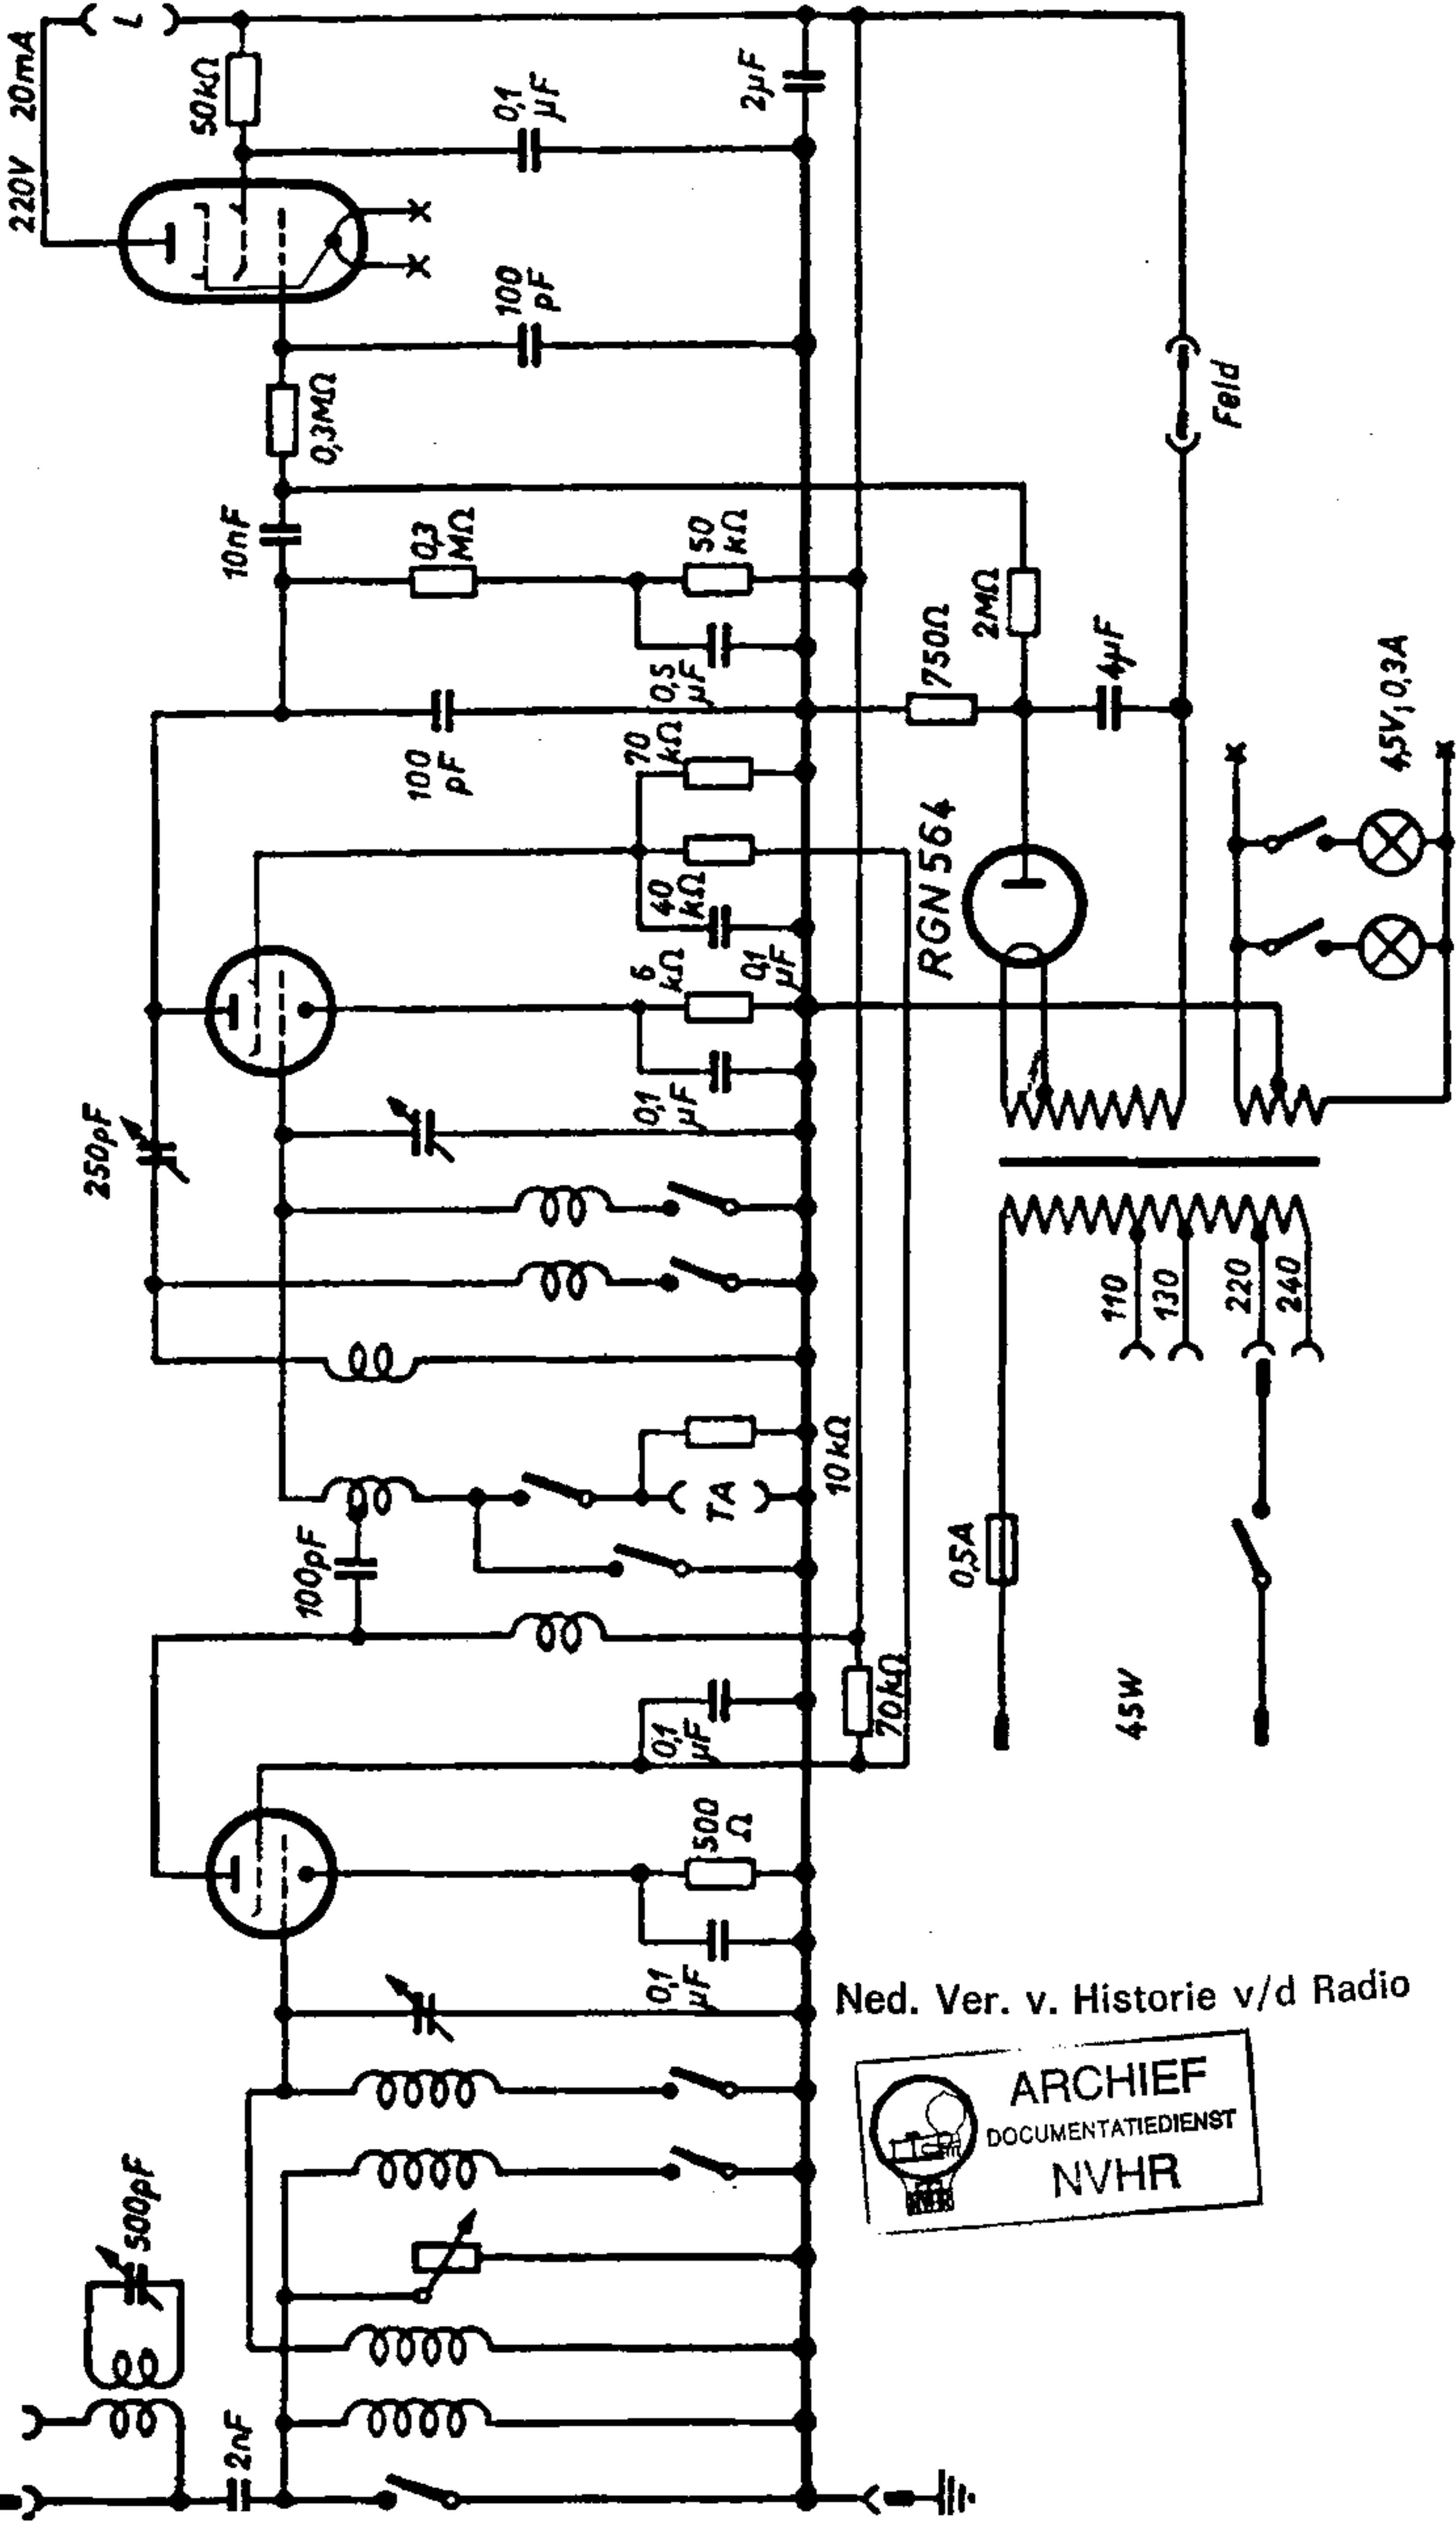 500pF
2nF
0,1
µF
500
Ω
0,1
µF
70kΩ
100pF
TA
10kΩ
250pF
0,1
µF
6
kΩ
0,1
µF
40
kΩ
70
kΩ
100
pF
0,5
µF
0,3
MΩ
50
kΩ
10nF
0,3MΩ
100
pF
0,1
µF
50kΩ
220V 20mA
L
2µF
750Ω
2MΩ
4µF
RGN 564
Feld
4,5V; 0,3A
0,5A
45W
110
130
220
240
Ned. Ver. v. Historie v/d Radio
ARCHIEF
DOCUMENTATIEDIENST
NVHR